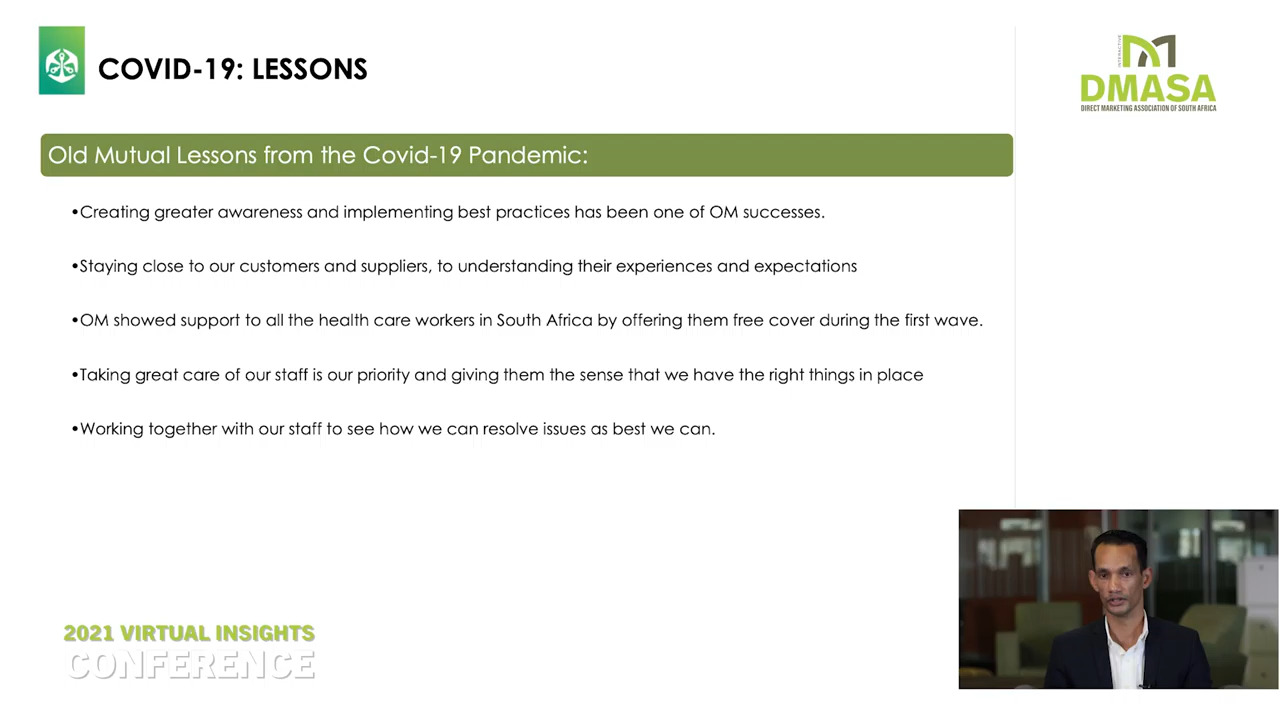 COVID-19: LESSONS
INTERACTIVE
DMASA
DIRECT MARKETING ASSOCIATION OF SOUTH AFRICA
Old Mutual Lessons from the Covid-19 Pandemic:
•Creating greater awareness and implementing best practices has been one of OM successes.
•Staying close to our customers and suppliers, to understanding their experiences and expectations
•OM showed support to all the health care workers in South Africa by offering them free cover during the first wave.
•Taking great care of our staff is our priority and giving them the sense that we have the right things in place
•Working together with our staff to see how we can resolve issues as best we can.
2021 VIRTUAL INSIGHTS
CONFERENCE